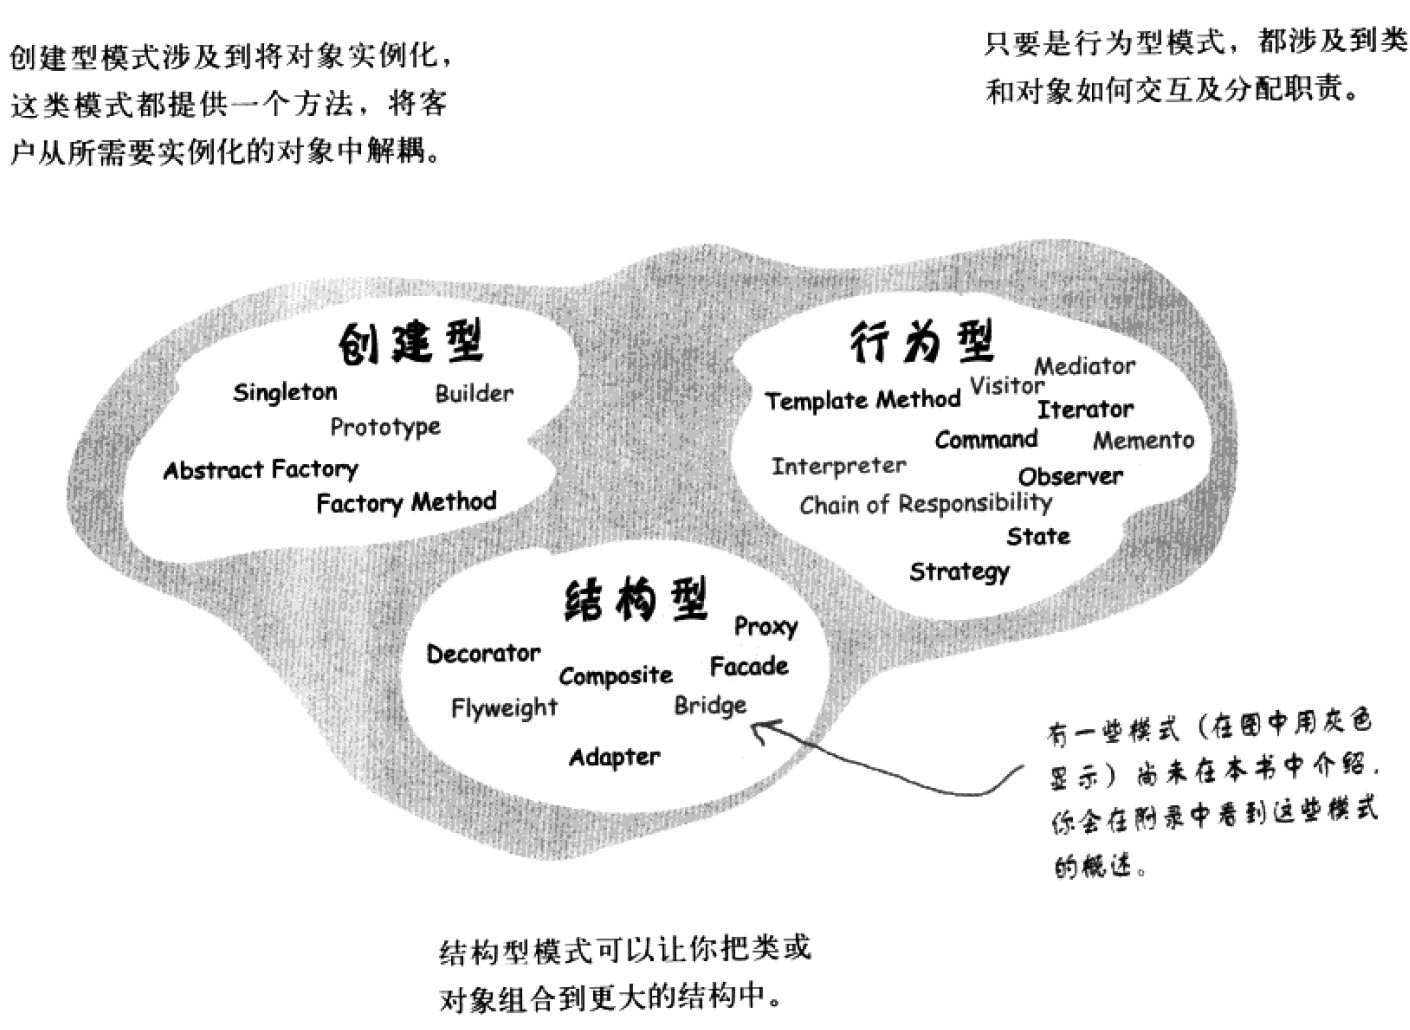 创建型模式涉及到将对象实例化，
这类模式都提供一个方法，将客
户从所需要实例化的对象中解耦。
只要是行为型模式，都涉及到类
和对象如何交互及分配职责。
创建型
Singleton
Builder
Prototype
Abstract Factory
Factory Method
行为型
Mediator
Visitor
Template Method
Iterator
Command
Memento
Interpreter
Observer
Chain of Responsibility
State
Strategy
结构型
Proxy
Decorator
Facade
Composite
Flyweight
Bridge
Adapter
有一些模式（在图中用灰色
显示）尚未在本书中介绍，
你会在附录中看到这些模式
的概述。
结构型模式可以让你把类或
对象组合到更大的结构中。